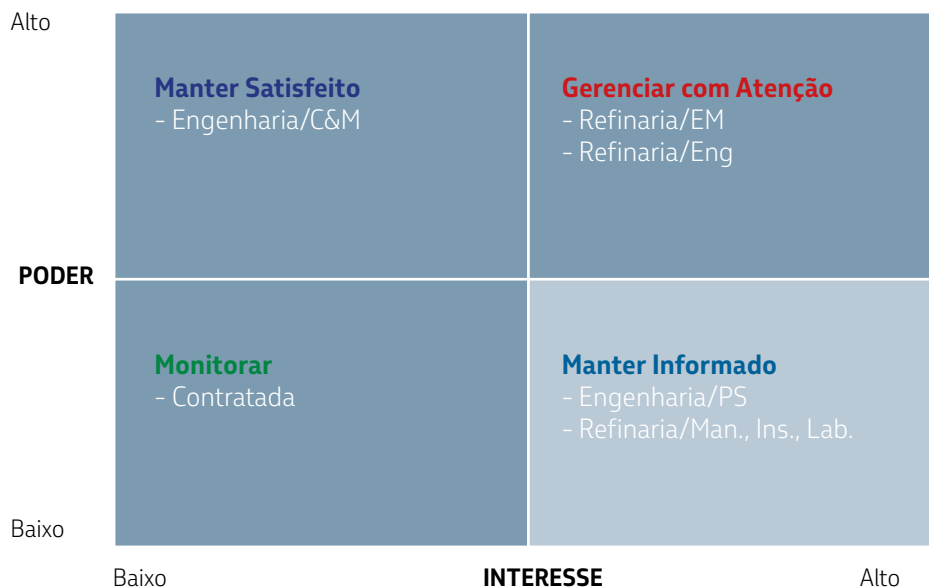 Alto
Manter Satisfeito
- Engenharia/C&M
Gerenciar com Atenção
- Refinaria/EM
- Refinaria/Eng
PODER
Monitorar
- Contratada
Manter Informado
- Engenharia/PS
- Refinaria/Man., Ins., Lab.
Baixo
Baixo
INTERESSE
Alto